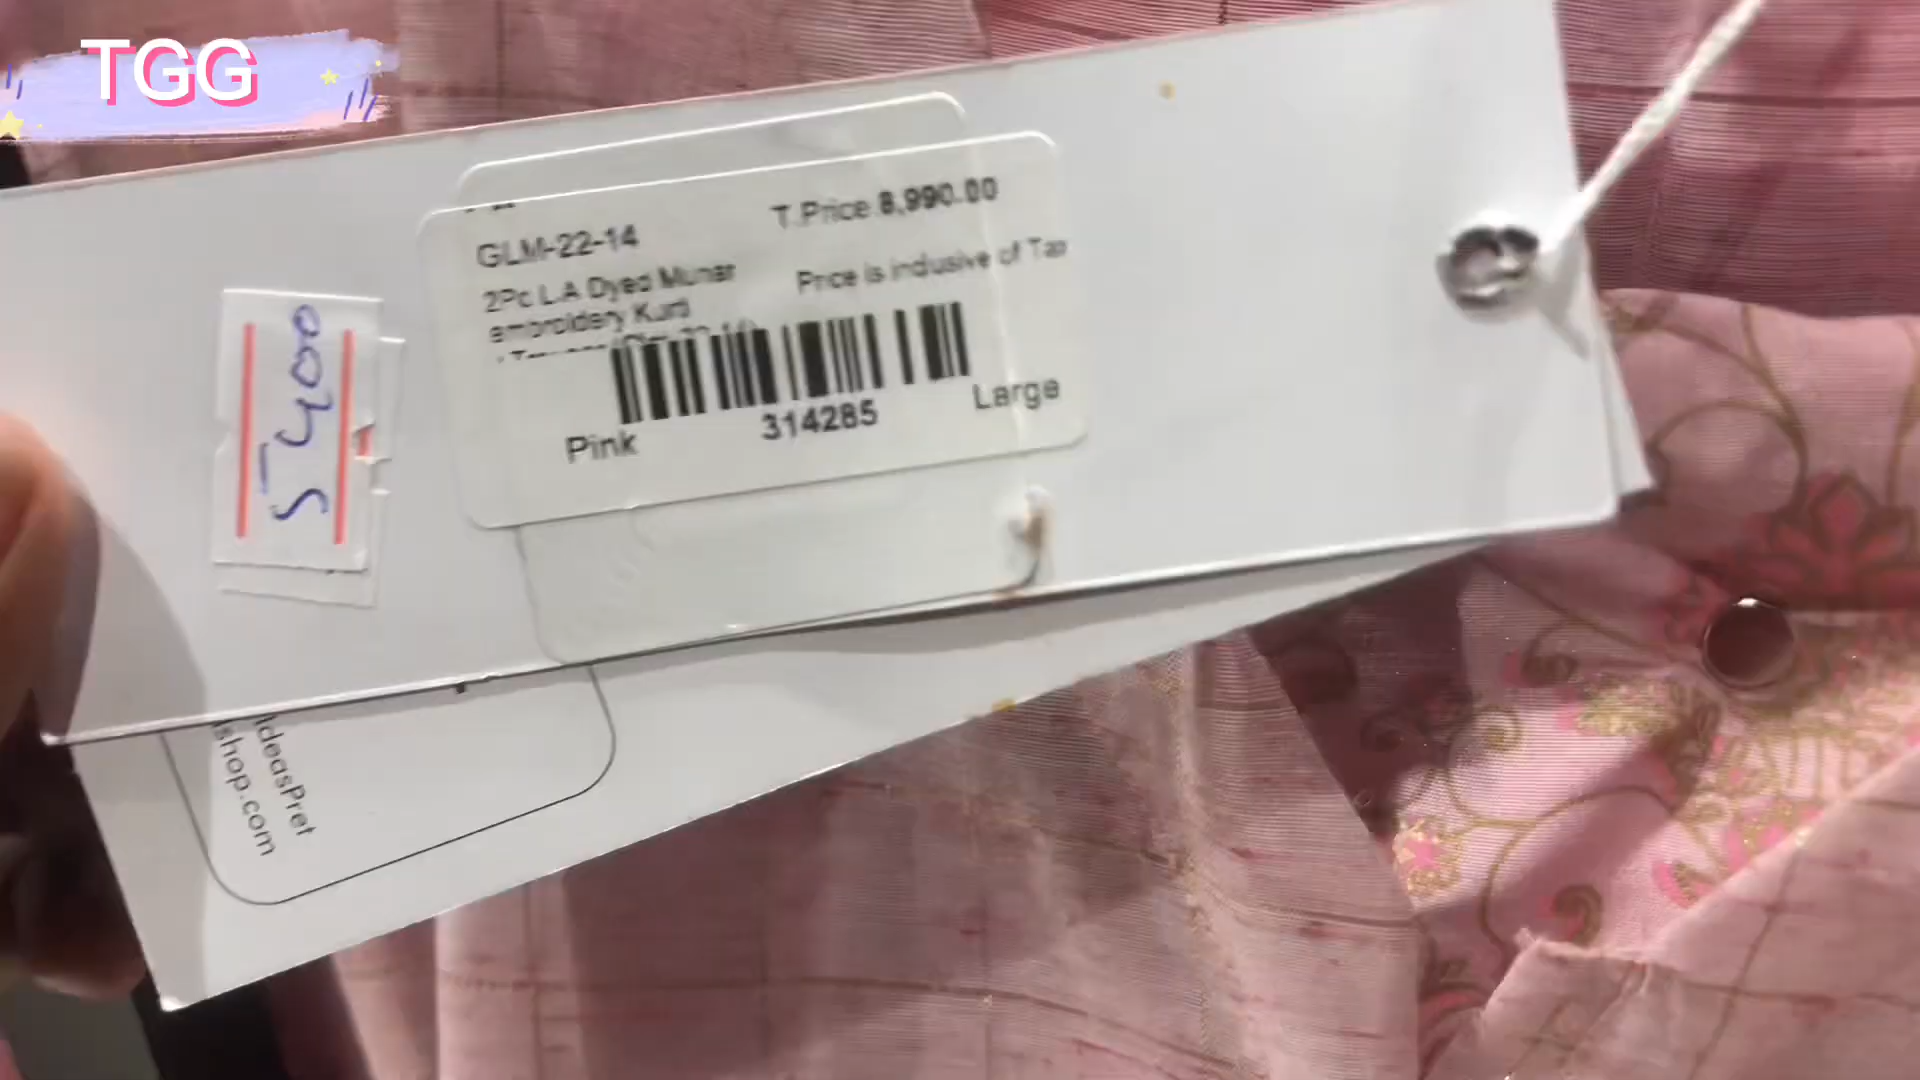 TGG
T.Price 8,990.00
GLM-22-14
Price is inclusive of Tax
2Pc L.A Dyed Munar
embroidery Kurti
Large
314285
Pink
5400
IdeasPret
shop.com